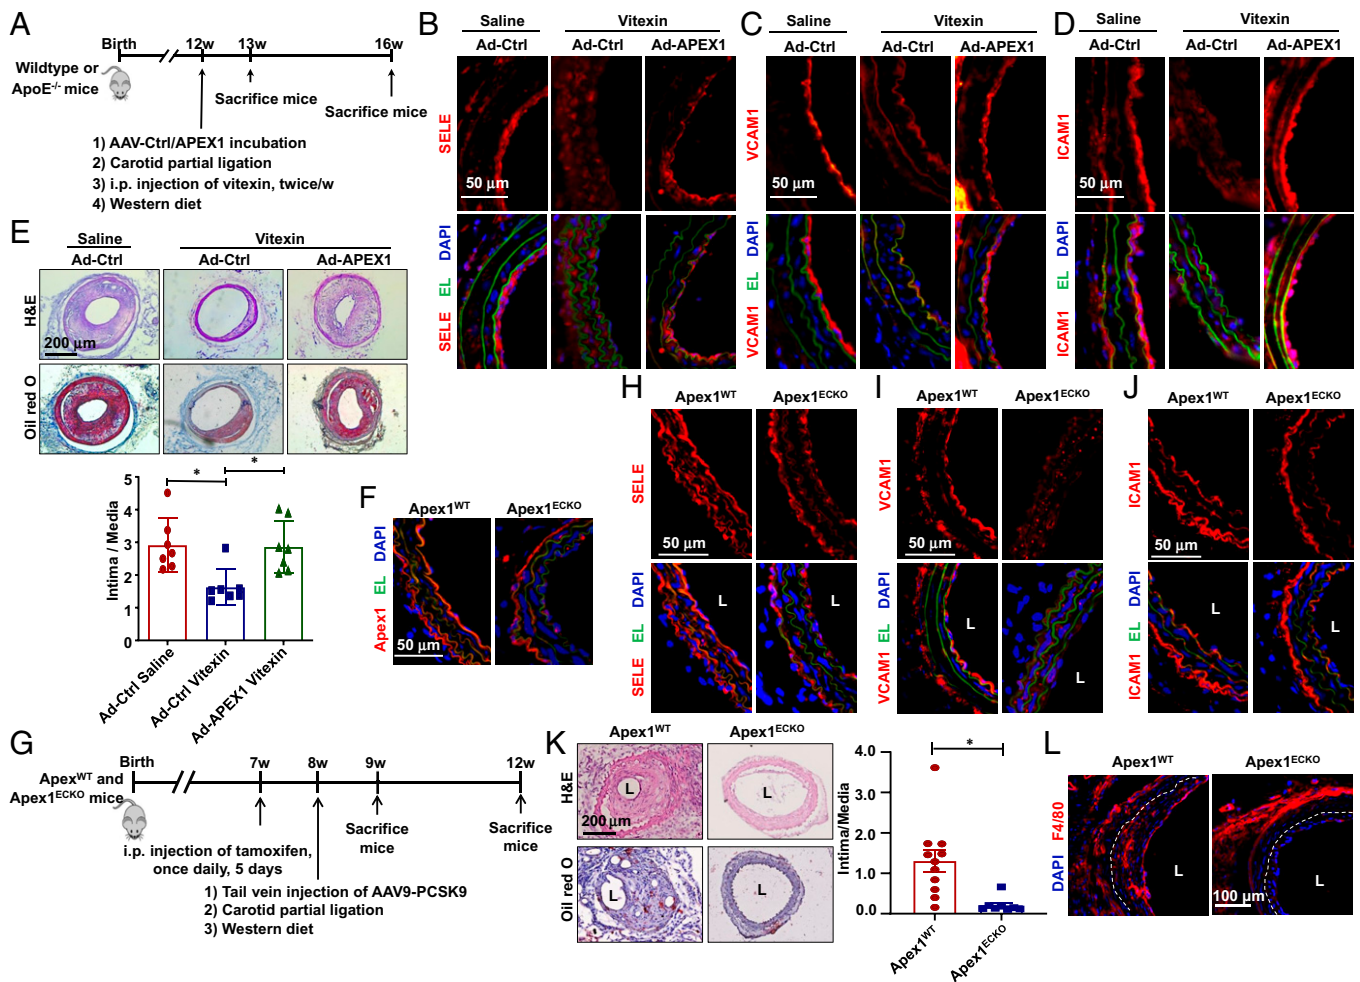 A
Birth
12w
13w
16w
Wildtype or
ApoE-/- mice
Sacrifice mice
Sacrifice mice
1) AAV-Ctrl/APEX1 incubation
2) Carotid partial ligation
3) i.p. injection of vitexin, twice/w
4) Western diet
B
Saline
Vitexin
Ad-Ctrl
Ad-Ctrl
Ad-APEX1
SELE
50 µm
SELE EL DAPI
C
Saline
Vitexin
Ad-Ctrl
Ad-Ctrl
Ad-APEX1
VCAM1
50 µm
VCAM1 EL DAPI
D
Saline
Vitexin
Ad-Ctrl
Ad-Ctrl
Ad-APEX1
ICAM1
50 µm
ICAM1 EL DAPI
E
Saline
Vitexin
Ad-Ctrl
Ad-Ctrl
Ad-APEX1
H&E
200 µm
Oil red O
Intima / Media
5
4
3
2
1
0
*
*
Ad-Ctrl Saline
Ad-Ctrl Vitexin
Ad-APEX1 Vitexin
F
Apex1WT
Apex1ECKO
Apex1 EL DAPI
50 µm
G
Birth
7w
8w
9w
12w
ApexWT and
Apex1ECKO mice
i.p. injection of tamoxifen,
once daily, 5 days
Sacrifice
mice
Sacrifice
mice
1) Tail vein injection of AAV9-PCSK9
2) Carotid partial ligation
3) Western diet
H
Apex1WT
Apex1ECKO
SELE
50 µm
SELE EL DAPI
L
L
I
Apex1WT
Apex1ECKO
VCAM1
50 µm
VCAM1 EL DAPI
L
L
J
Apex1WT
Apex1ECKO
ICAM1
50 µm
ICAM1 EL DAPI
L
L
K
Apex1WT
Apex1ECKO
H&E
L
L
200 µm
Oil red O
L
L
Intima/Media
4.0
3.0
2.0
1.0
0.0
*
Apex1WT
Apex1ECKO
L
Apex1WT
Apex1ECKO
DAPI F4/80
L
L
100 µm